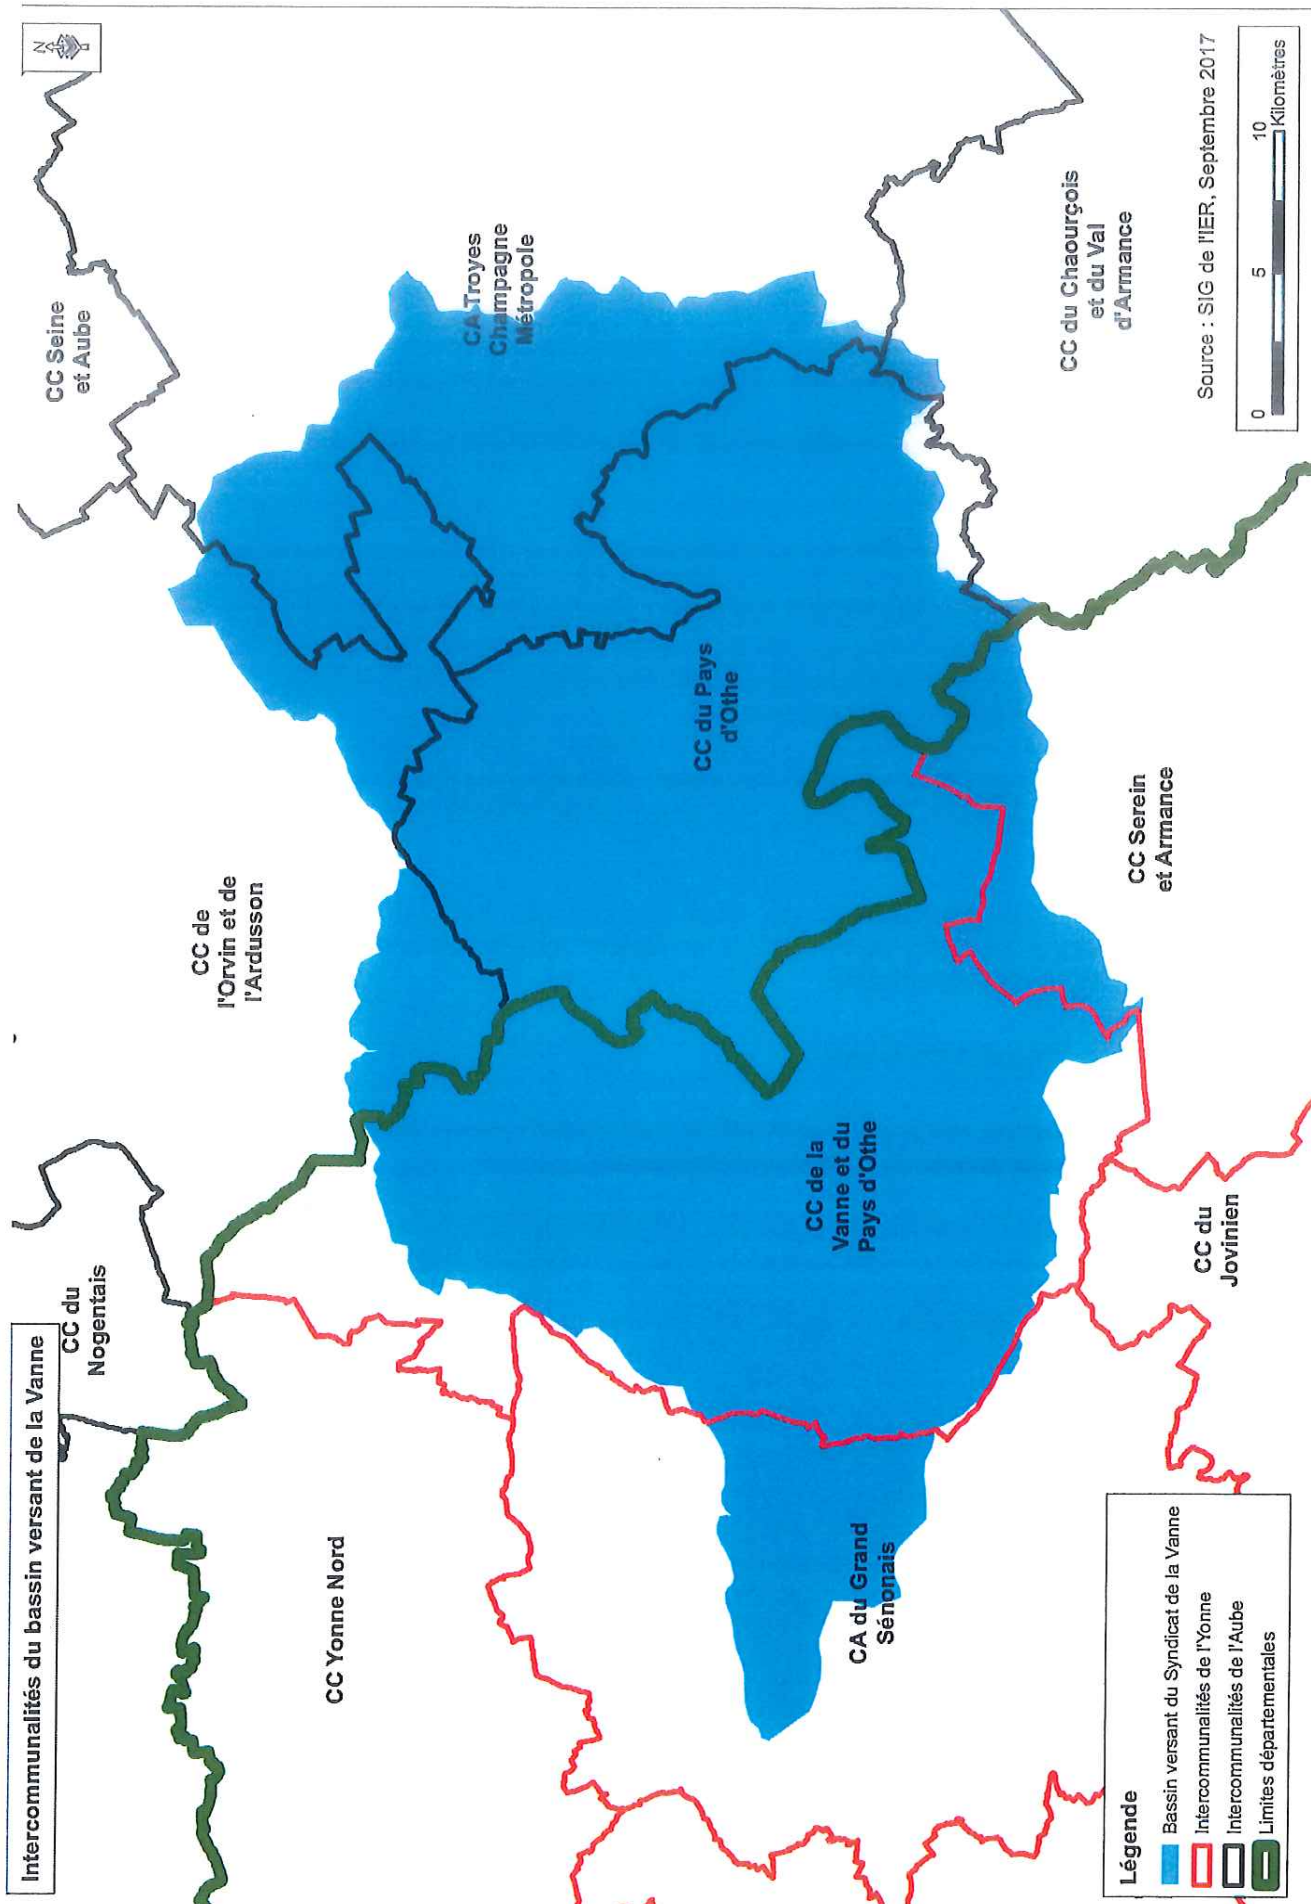 Intercommunalités du bassin versant de la Vanne
N
CC du
Nogentais
CC Seine
et Aube
CC de
l'Orvin et de
l'Ardusson
CC Yonne Nord
CA Troyes
Champagne
Métropole
CC du Pays
d'Othe
CC de la
Vanne et du
Pays d'Othe
CA du Grand
Sénonais
CC du Chaourçois
et du Val
d'Armance
CC Serein
et Armance
CC du
Jovinien
Légende
Bassin versant du Syndicat de la Vanne
Intercommunalités de l'Yonne
Intercommunalités de l'Aube
Limites départementales
Source : SIG de l'IER, Septembre 2017
0 5 10
Kilomètres